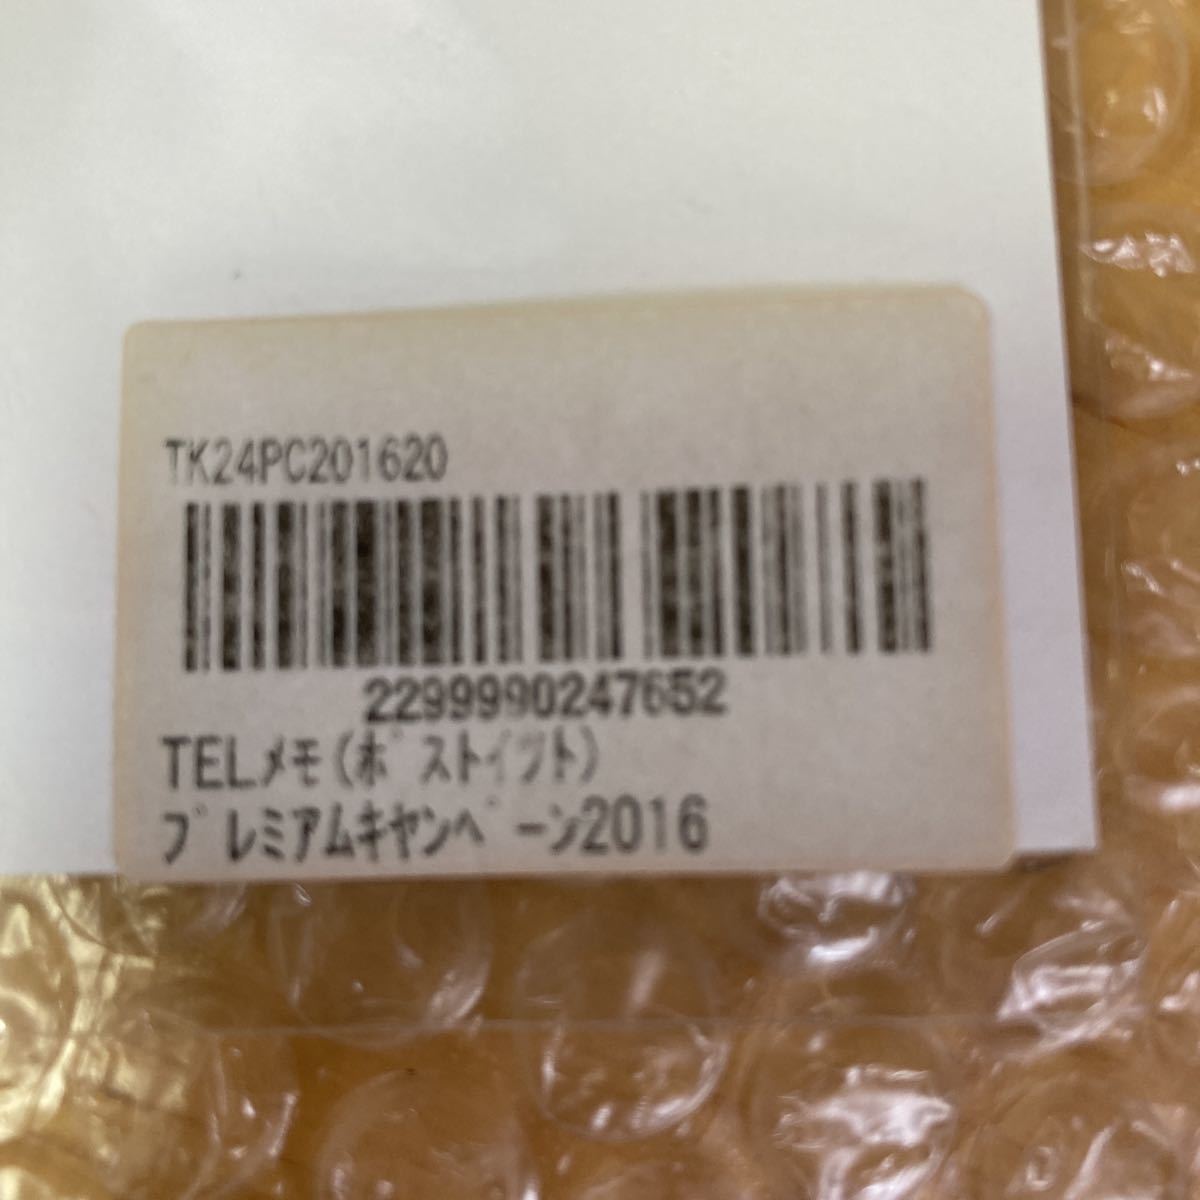 TK24PC201620
2299990247652
TELﾒﾓ(ﾎﾟｽﾄｲﾂﾄ)
ﾌﾟﾚﾐｱﾑｷﾔﾝﾍﾟｰﾝ2016